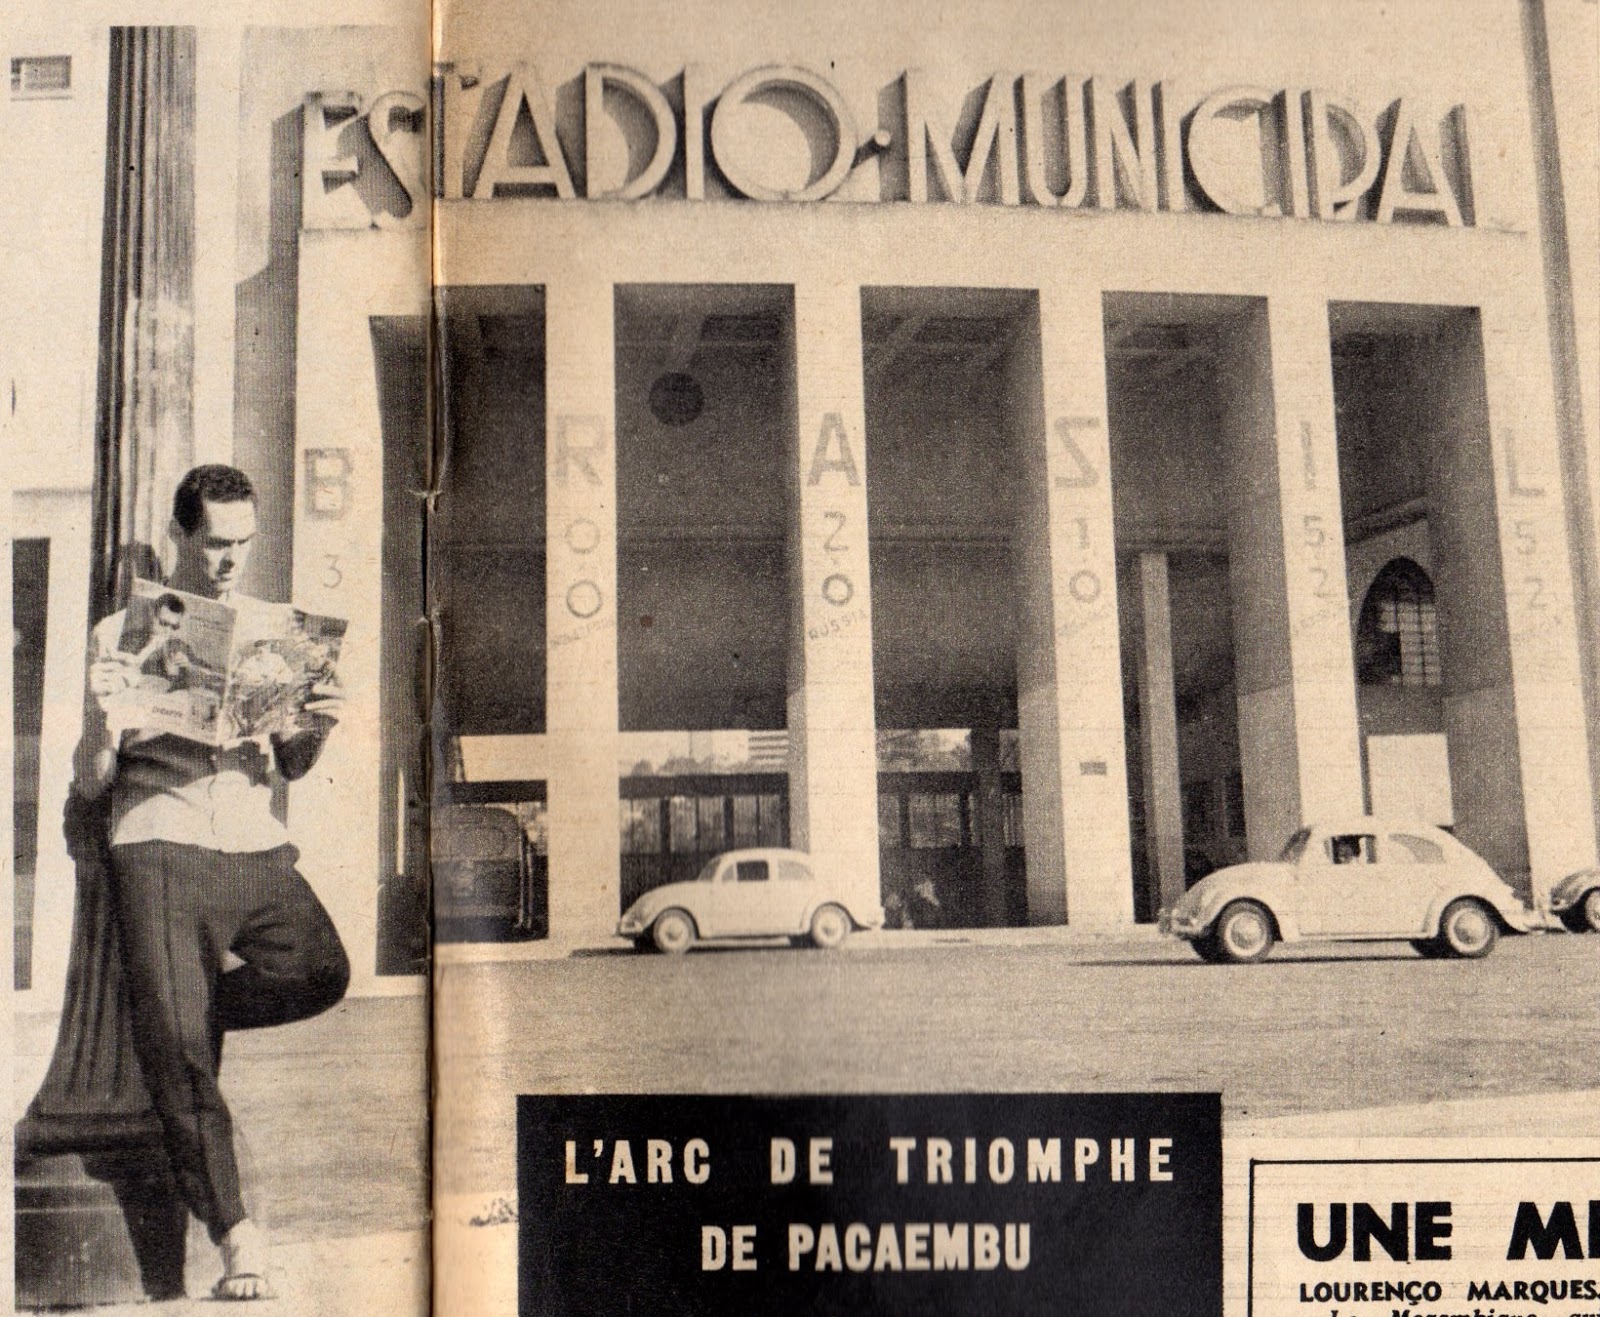 ESTADIO·MUNICIPAL
B R A Z I L
3 0 2 1 5 5
0 0 0 2 2
RUSSIA
L'ARC DE TRIOMPHE
DE PACAEMBU
UNE
LOURENÇO MARQUES.